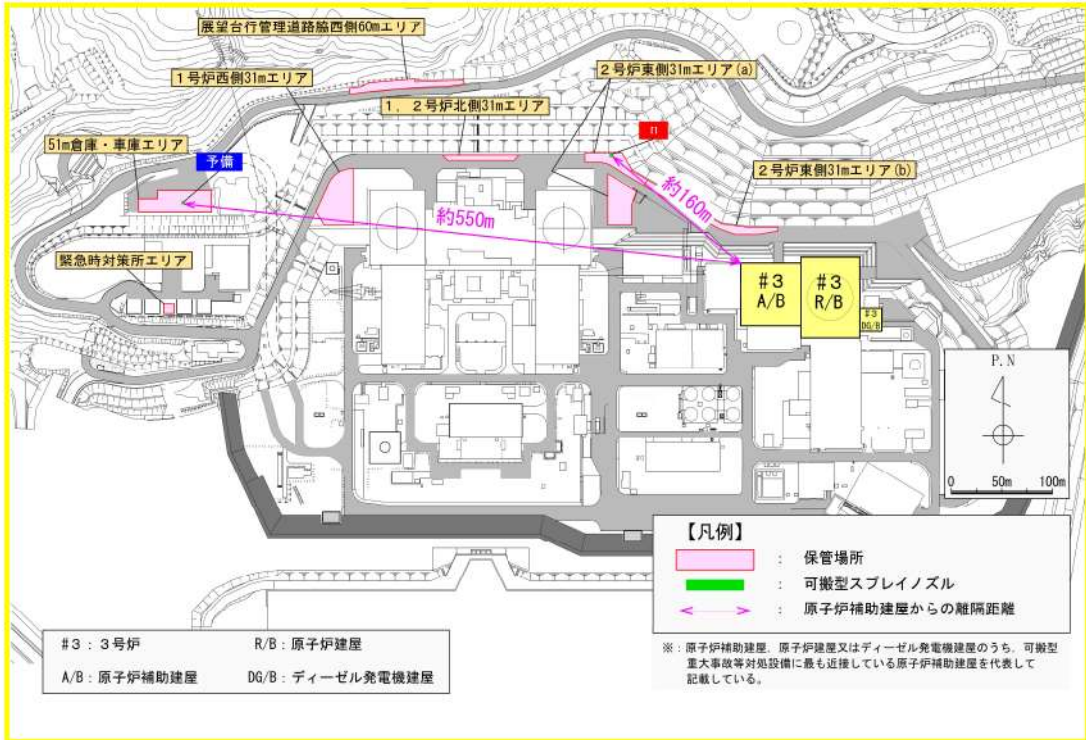 展望台行管理道路脇西側60mエリア
1号炉西側31mエリア
2号炉東側31mエリア(a)
1,2号炉北側31mエリア
n
51m倉庫・車庫エリア
予備
2号炉東側31mエリア(b)
約160m
約550m
緊急時対策所エリア
#3
A/B
#3
R/B
#3
DG/B
P.N
0 50m 100m
【凡例】
: 保管場所
: 可搬型スプレイノズル
: 原子炉補助建屋からの離隔距離
#3:3号炉 R/B:原子炉建屋
A/B:原子炉補助建屋 DG/B:ディーゼル発電機建屋
※:原子炉補助建屋,原子炉建屋又はディーゼル発電機建屋のうち,可搬型
重大事故等対処設備に最も近接している原子炉補助建屋を代表して
記載している。